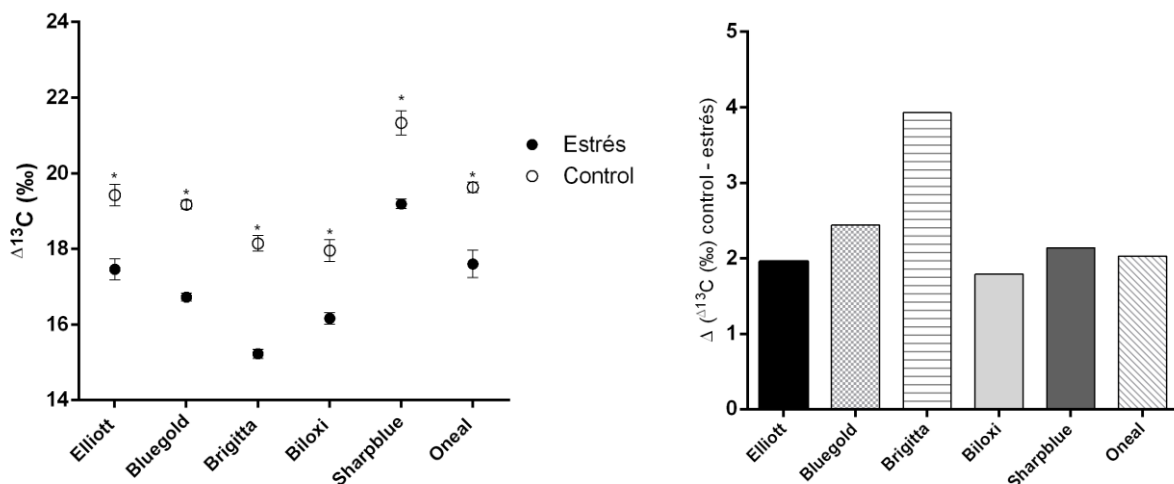 24
22
20
18
16
14
Δ13C (‰)
*
*
*
*
*
*
Elliott
Bluegold
Brigitta
Biloxi
Sharpblue
Oneal
Estrés
Control
5
4
3
2
1
0
Δ (Δ13C (‰) control - estrés)
Elliott
Bluegold
Brigitta
Biloxi
Sharpblue
Oneal